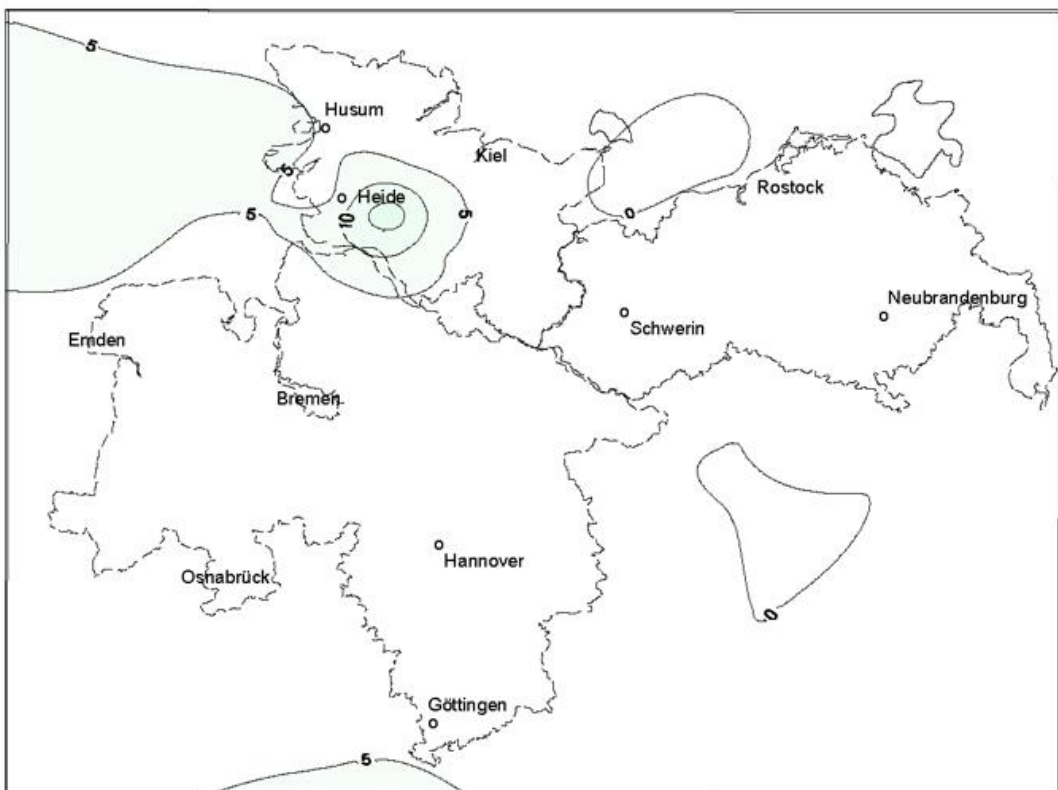 5
Husum
Kiel
5
Heide
Rostock
5
10
5
0
Neubrandenburg
Schwerin
Emden
Bremen
Hannover
Osnabrück
0
Göttingen
5